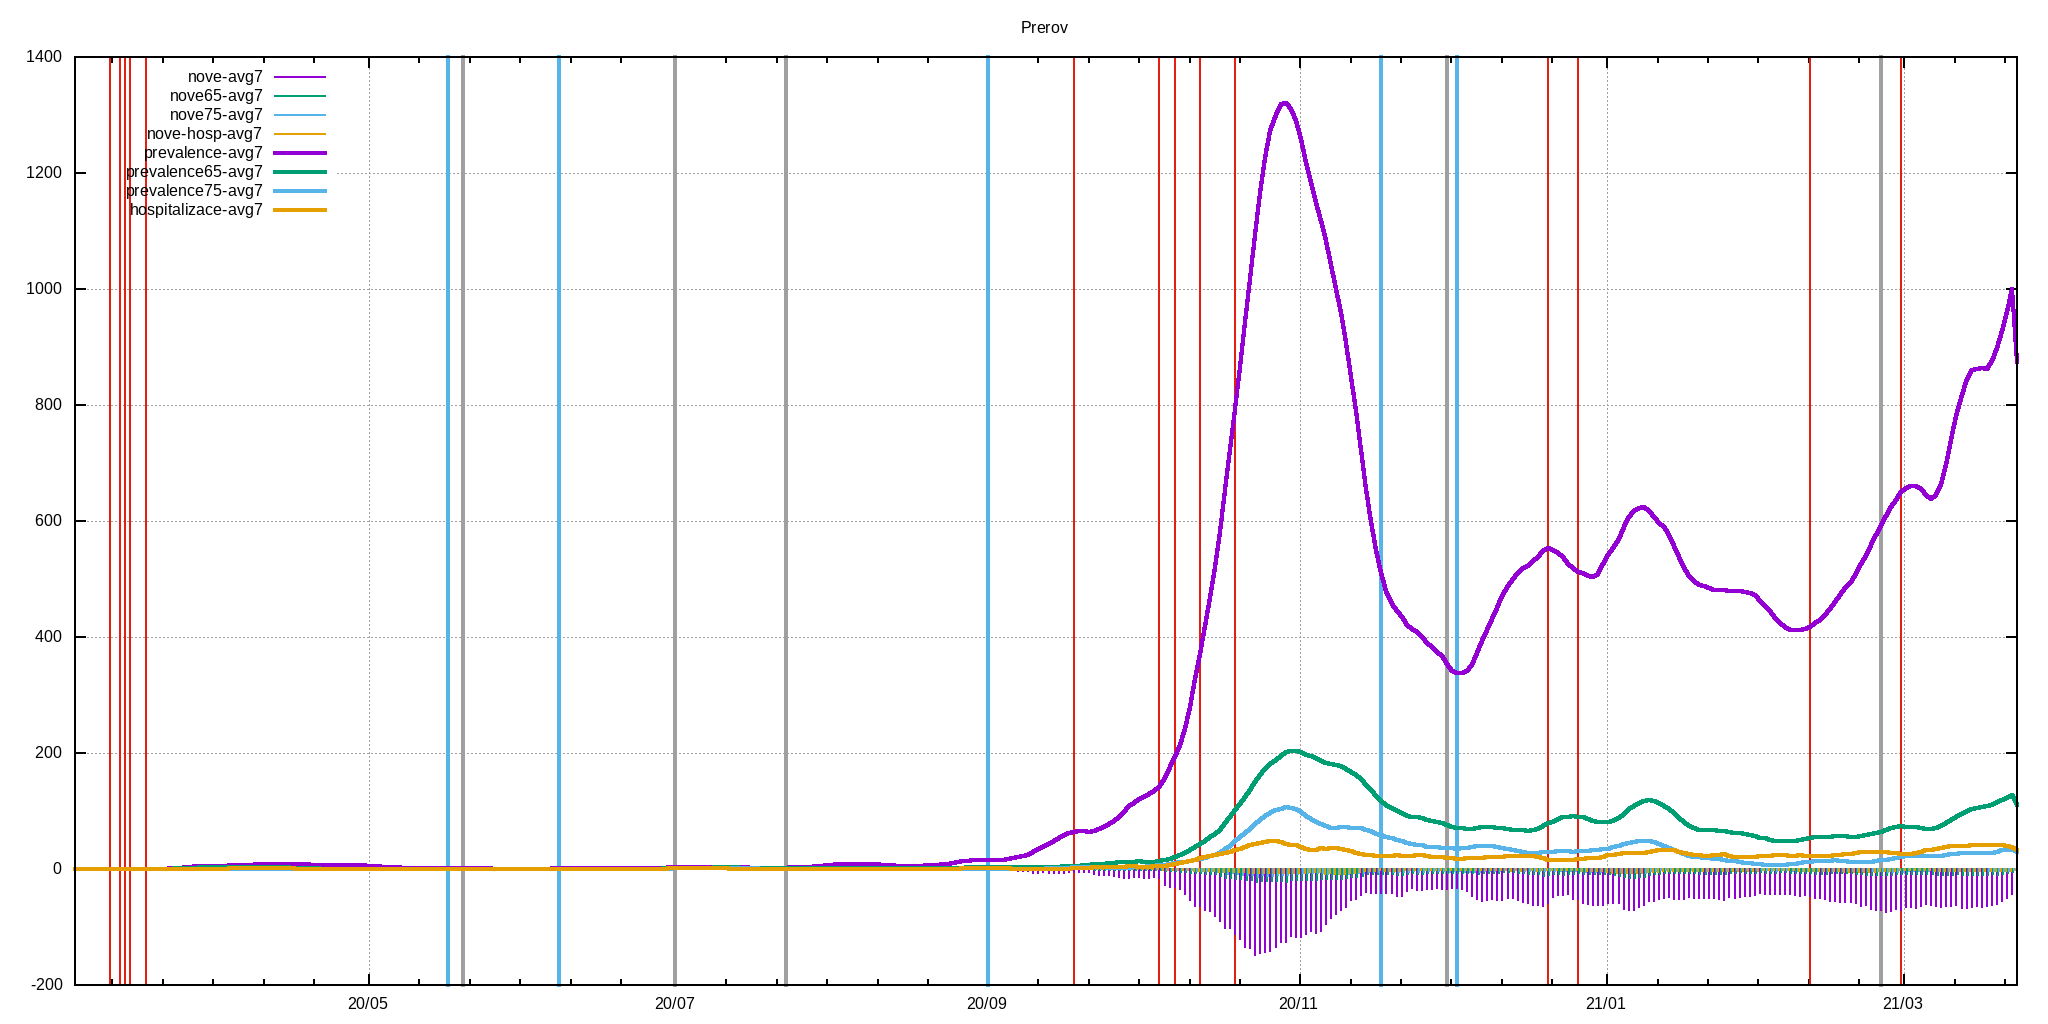 Prerov
1400
1200
1000
800
600
400
200
0
-200
nove-avg7
nove65-avg7
nove75-avg7
nove-hosp-avg7
prevalence-avg7
prevalence65-avg7
prevalence75-avg7
hospitalizace-avg7
20/05 20/07 20/09 20/11 21/01 21/03